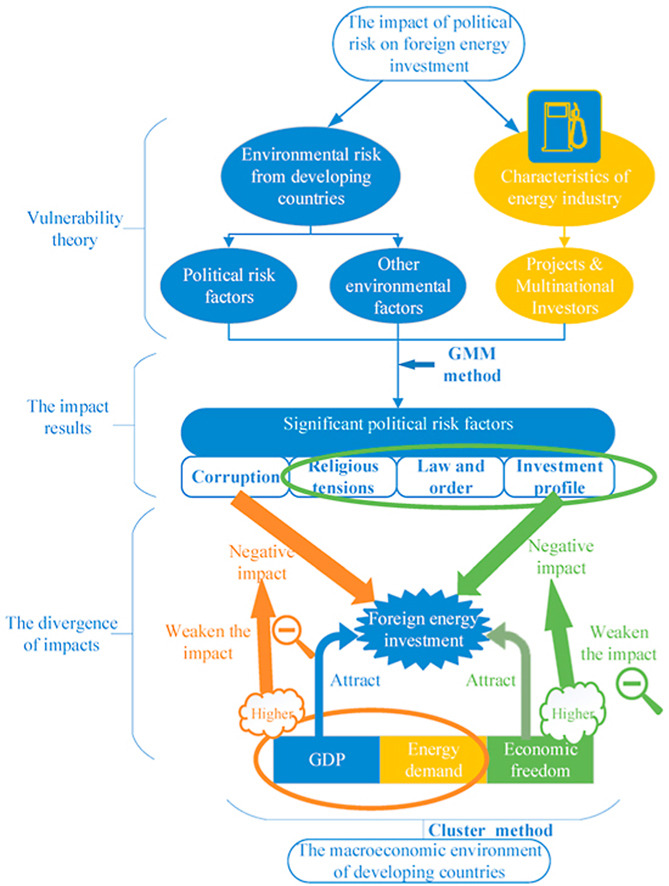 The impact of political
risk on foreign energy
investment
Environmental risk
from developing
countries
Characteristics of
energy industry
Vulnerability
theory
Political risk
factors
Other
environmental
factors
Projects &
Multinational
Investors
GMM
method
The impact
results
Significant political risk factors
Corruption
Religious
tensions
Law and
order
Investment
profile
Negative
impact
Negative
impact
The divergence
of impacts
Foreign energy
investment
Weaken the
impact
Weaken
the impact
Attract
Attract
Higher
Higher
GDP
Energy
demand
Economic
freedom
Cluster method
The macroeconomic environment
of developing countries